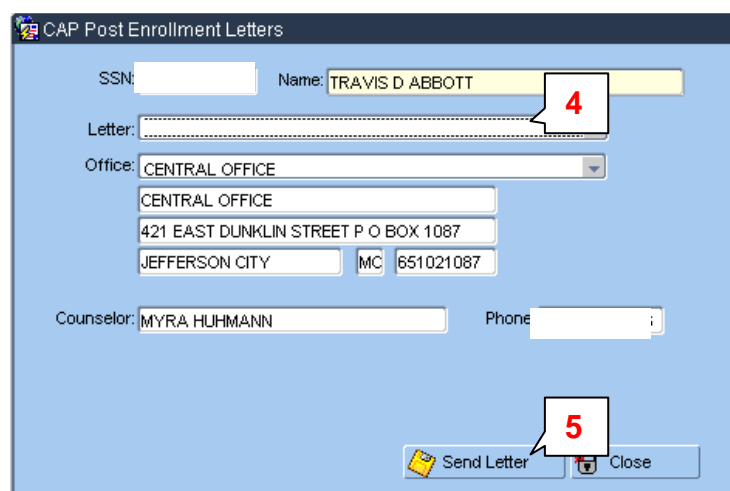 CAP Post Enrollment Letters
SSN: Name: TRAVIS D ABBOTT
4
Letter:
Office: CENTRAL OFFICE
CENTRAL OFFICE
421 EAST DUNKLIN STREET P O BOX 1087
JEFFERSON CITY MC 651021087
Counselor: MYRA HUHMANN Phone
5
Send Letter Close